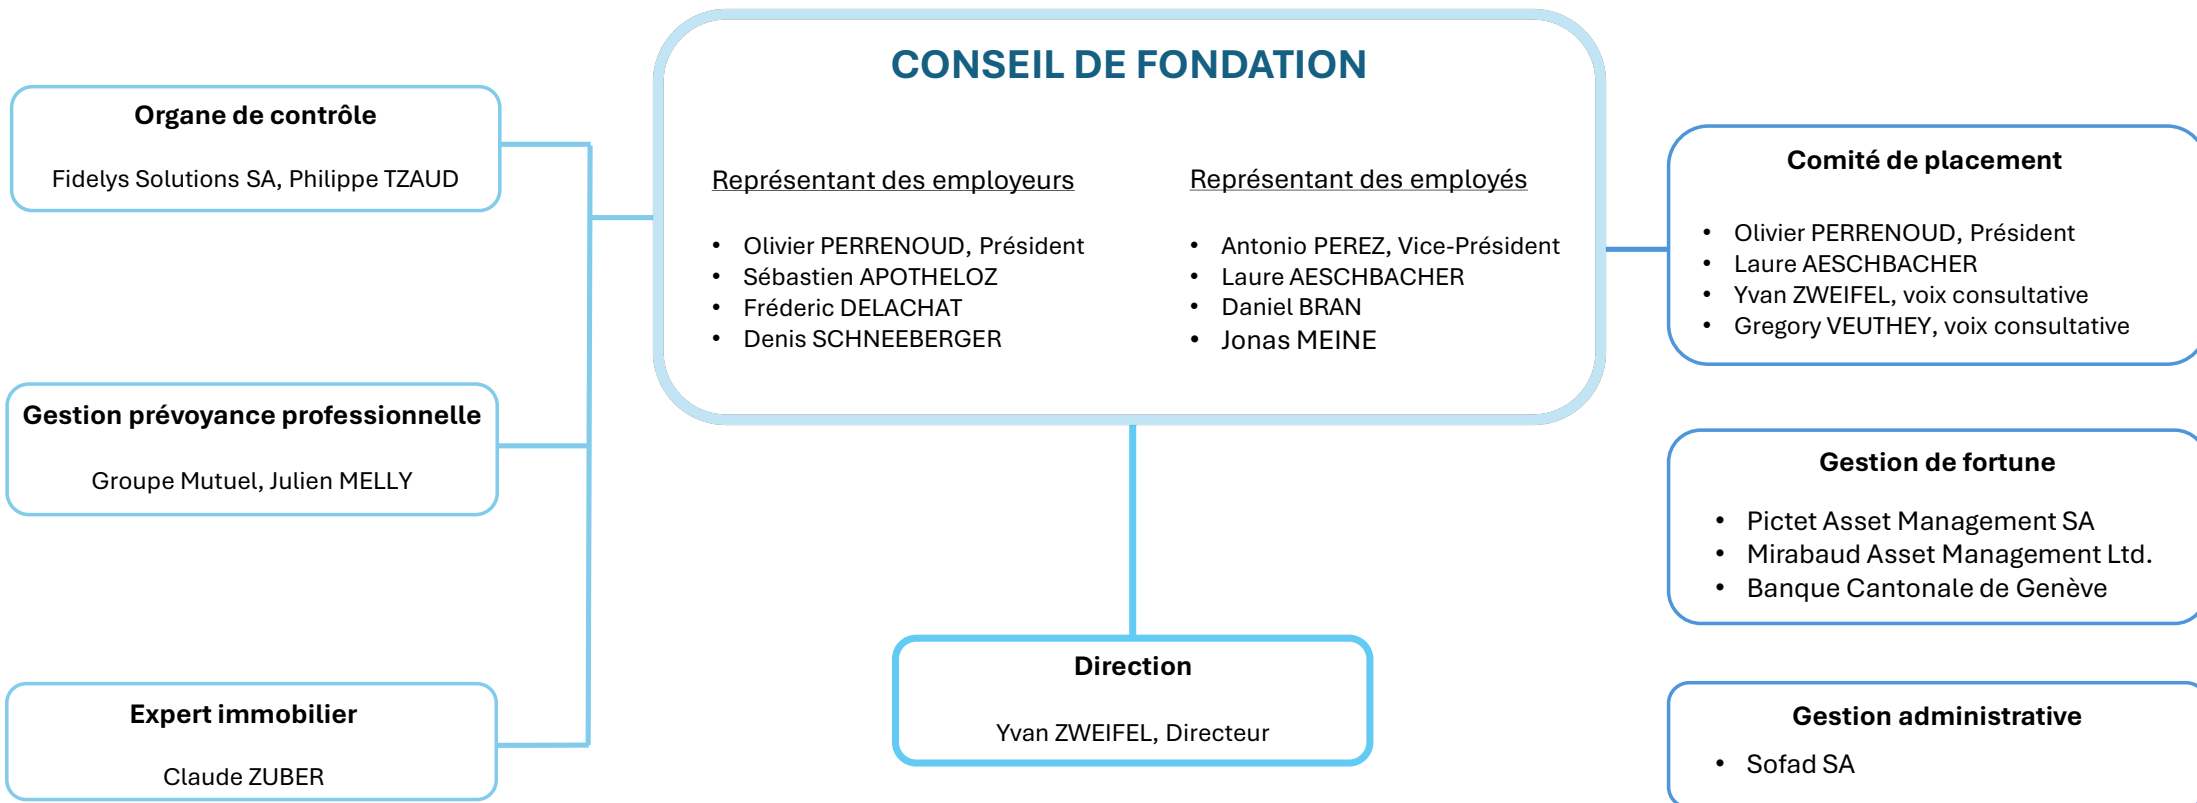 CONSEIL DE FONDATION
Représentant des employeurs
• Olivier PERRENOUD, Président
• Sébastien APOTHELOZ
• Fréderic DELACHAT
• Denis SCHNEEBERGER
Représentant des employés
• Antonio PEREZ, Vice-Président
• Laure AESCHBACHER
• Daniel BRAN
• Jonas MEINE
Organe de contrôle
Fidelys Solutions SA, Philippe TZAUD
Gestion prévoyance professionnelle
Groupe Mutuel, Julien MELLY
Expert immobilier
Claude ZUBER
Direction
Yvan ZWEIFEL, Directeur
Comité de placement
• Olivier PERRENOUD, Président
• Laure AESCHBACHER
• Yvan ZWEIFEL, voix consultative
• Gregory VEUTHEY, voix consultative
Gestion de fortune
• Pictet Asset Management SA
• Mirabaud Asset Management Ltd.
• Banque Cantonale de Genève
Gestion administrative
• Sofad SA